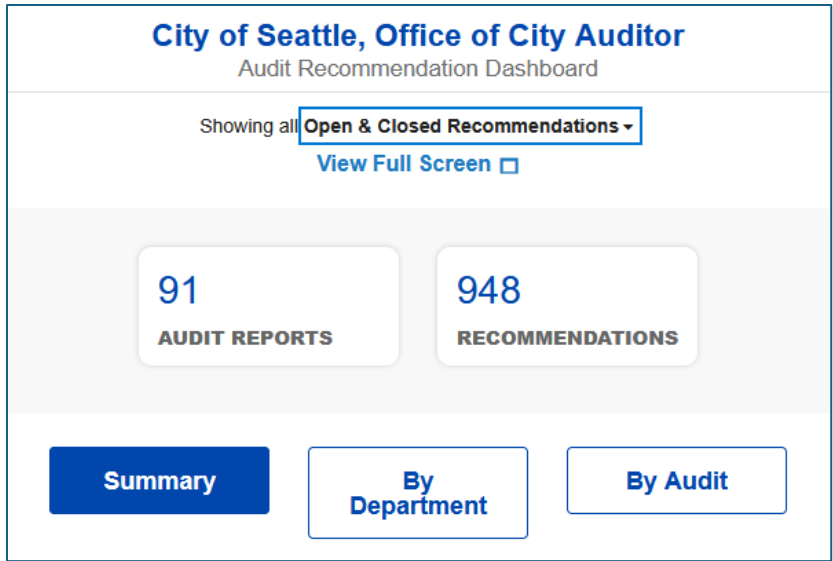 City of Seattle, Office of City Auditor
Audit Recommendation Dashboard
Showing all Open & Closed Recommendations
View Full Screen
91
AUDIT REPORTS
948
RECOMMENDATIONS
Summary
By
Department
By Audit